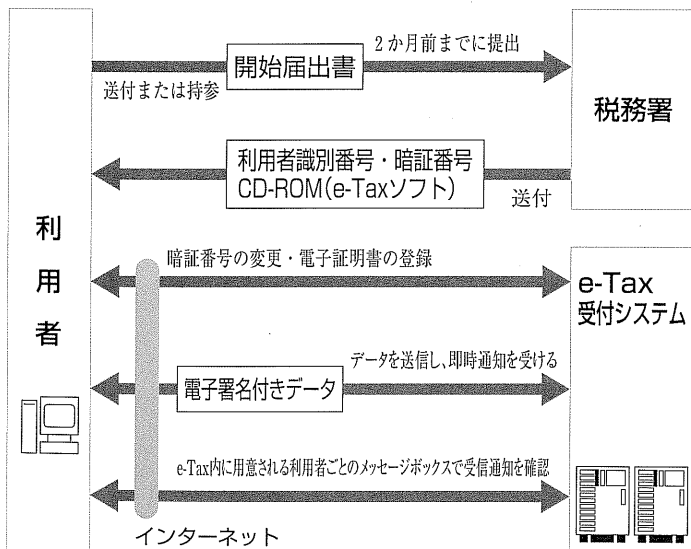 2か月前までに提出
開始届出書
送付または持参
税務署
利用者識別番号・暗証番号
CD-ROM(e-Taxソフト)
送付
利用者
暗証番号の変更・電子証明書の登録
e-Tax
受付システム
データを送信し、即時通知を受ける
電子署名付きデータ
e-Tax内に用意される利用者ごとのメッセージボックスで受信通知を確認
インターネット